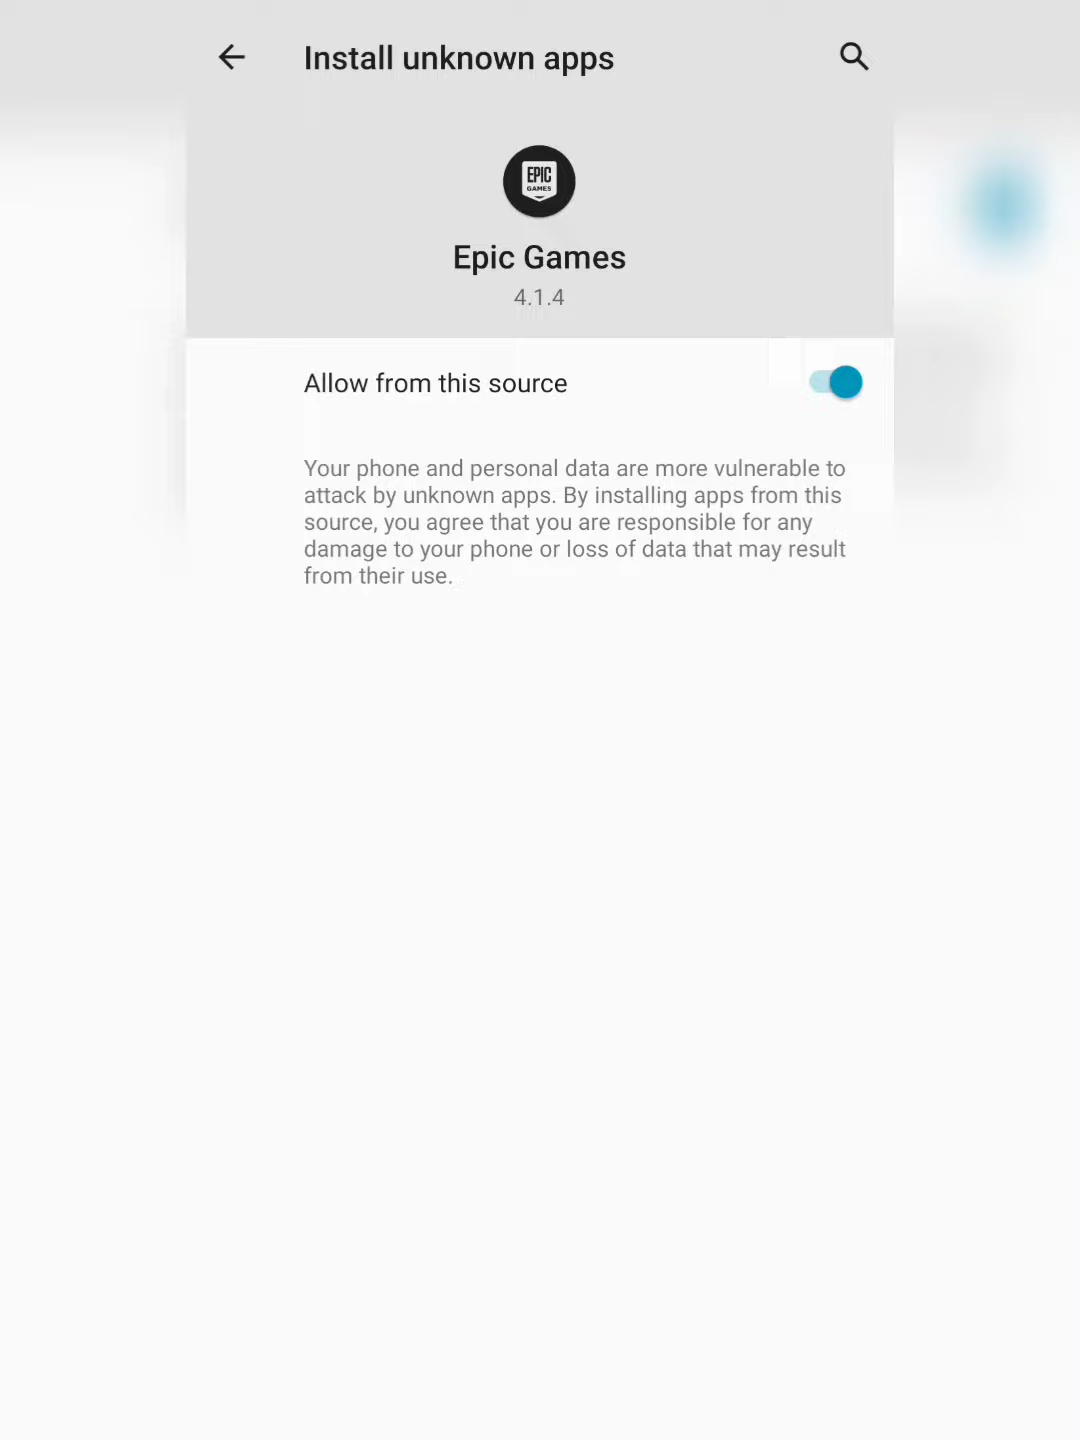 Install unknown apps
EPIC
GAMES
Epic Games
4.1.4
Allow from this source
Your phone and personal data are more vulnerable to
attack by unknown apps. By installing apps from this
source, you agree that you are responsible for any
damage to your phone or loss of data that may result
from their use.